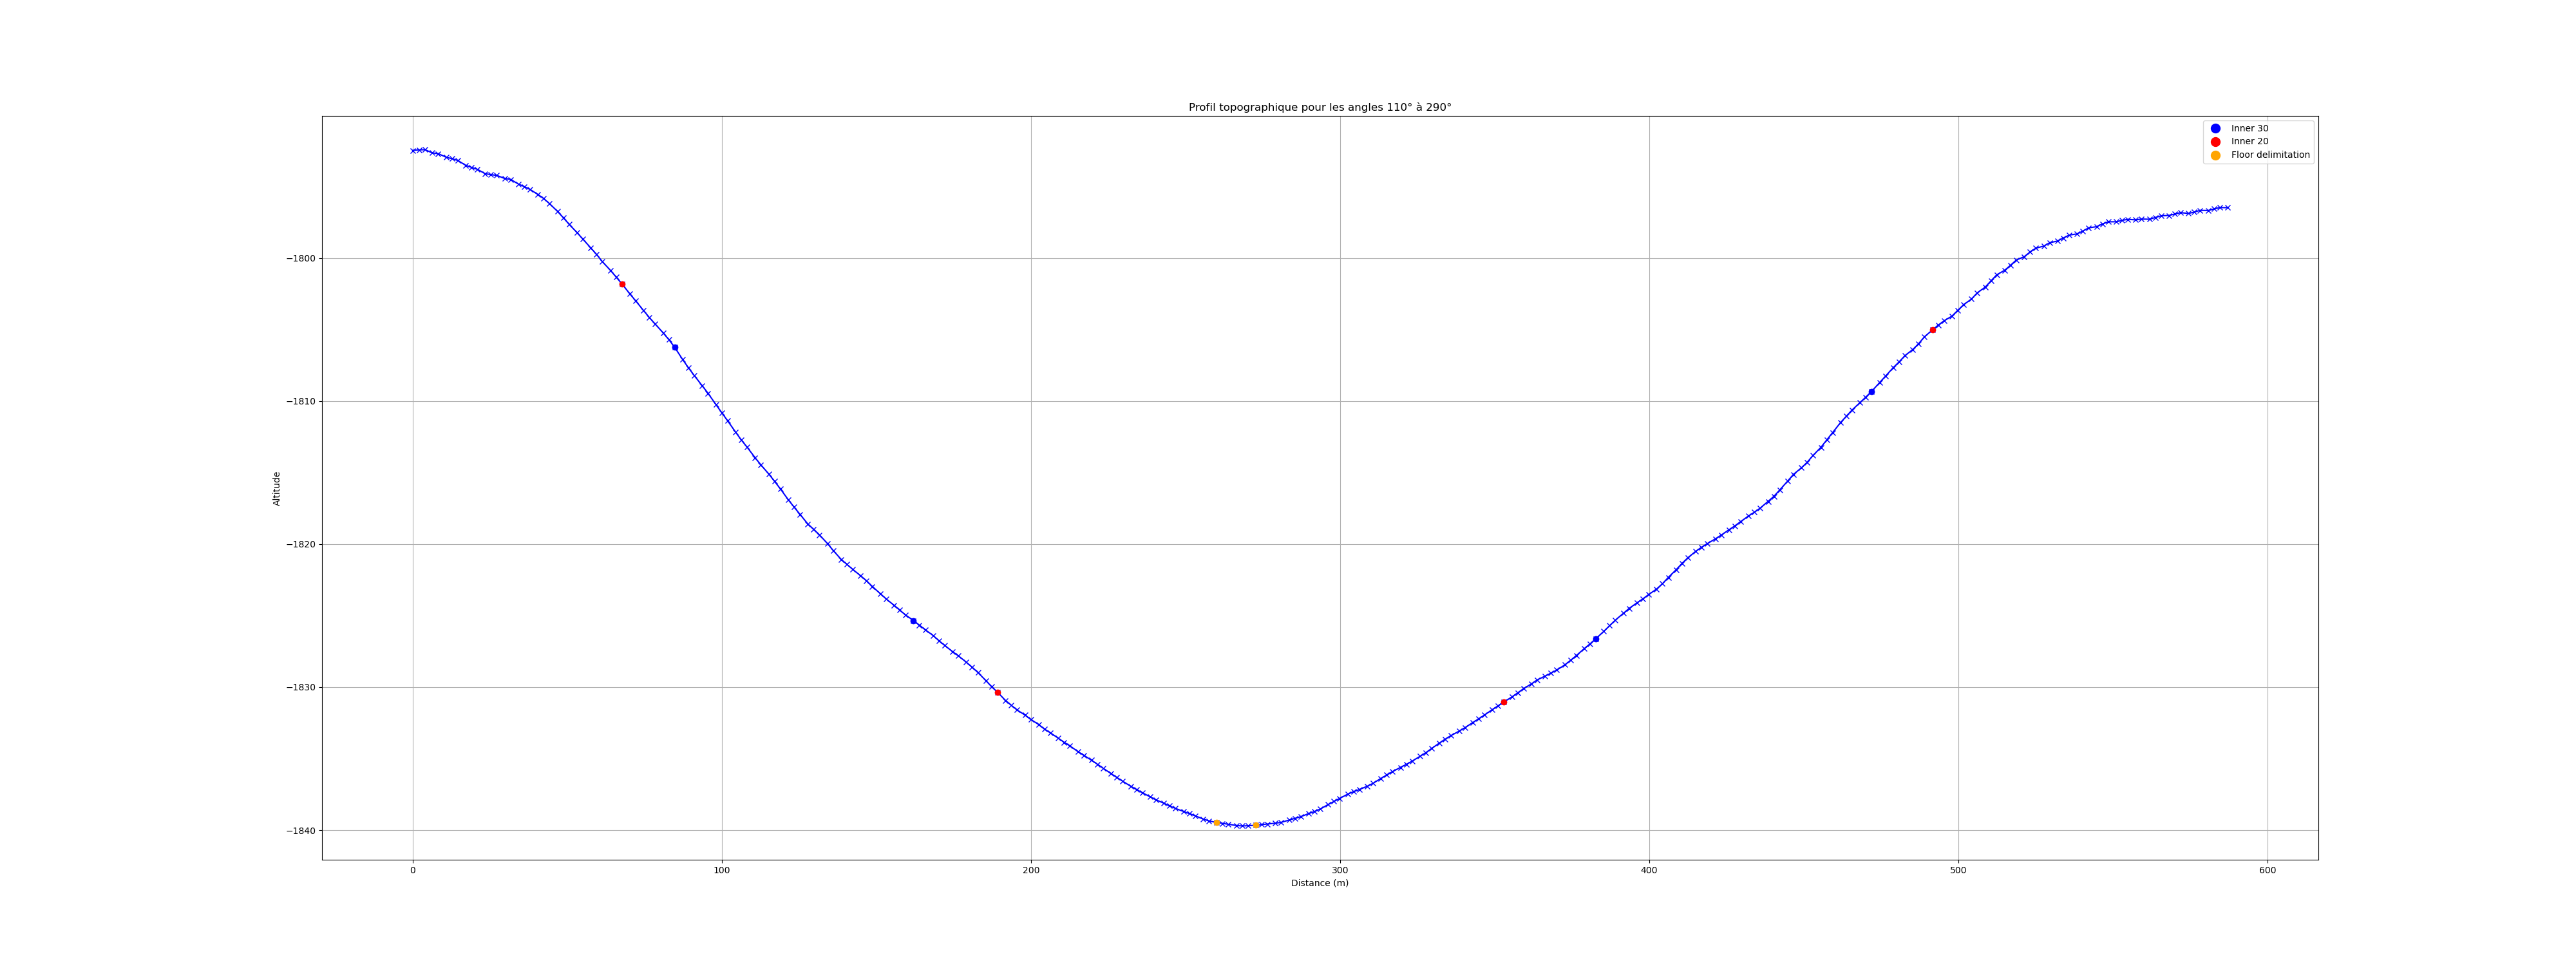 Profil topographique pour les angles 110° à 290°
Inner 30
Inner 20
Floor delimitation
Altitude
−1800
−1810
−1820
−1830
−1840
0 100 200 300 400 500 600
Distance (m)